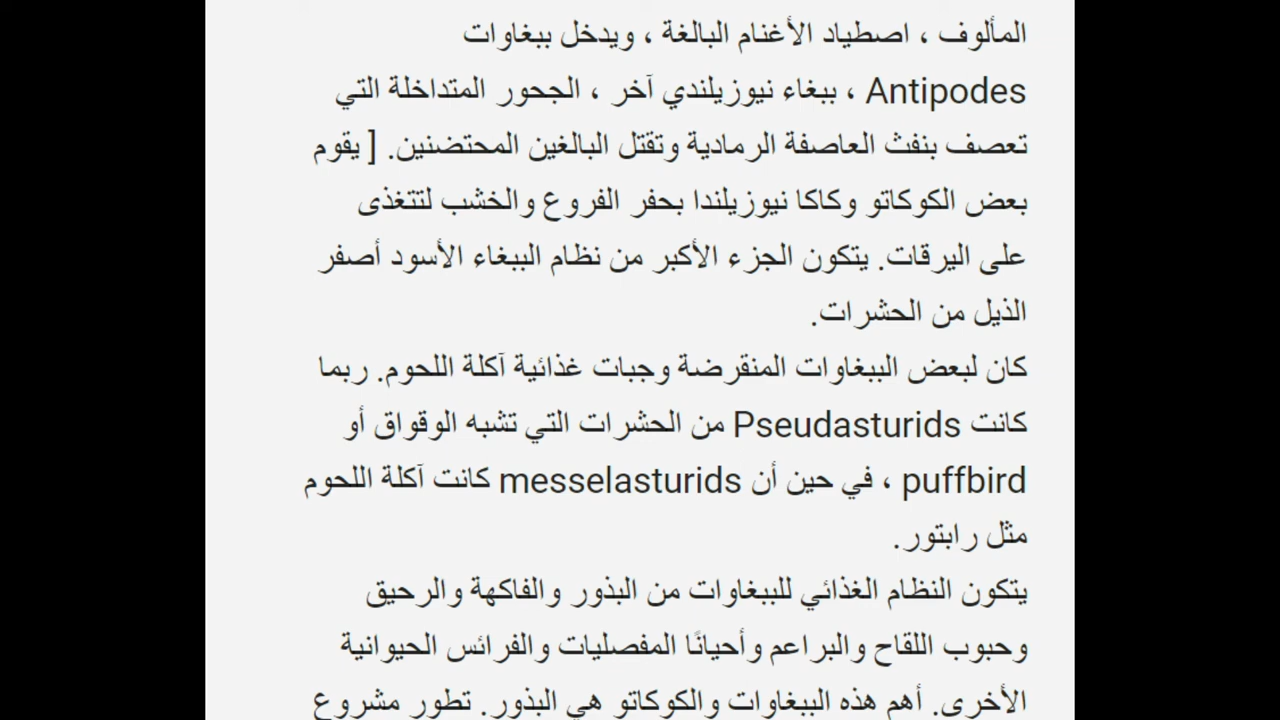 المألوف ، اصطياد الأغنام البالغة ، ويدخل ببغاوات
Antipodes ، ببغاء نيوزيلندي آخر ، الجحور المتداخلة التي
تعصف بنفث العاصفة الرمادية وتقتل البالغين المحتضنين. [ يقوم
بعض الكوكاتو وكاكا نيوزيلندا بحفر الفروع والخشب لتتغذى
على اليرقات. يتكون الجزء الأكبر من نظام الببغاء الأسود أصفر
الذيل من الحشرات.
كان لبعض الببغاوات المنقرضة وجبات غذائية آكلة اللحوم. ربما
كانت Pseudasturids من الحشرات التي تشبه الوقواق أو
puffbird ، في حين أن messelasturids كانت آكلة اللحوم
مثل رابتور.
يتكون النظام الغذائي للببغاوات من البذور والفاكهة والرحيق
وحبوب اللقاح والبراعم وأحيانًا المفصليات والفرائس الحيوانية
الأخرى. أهم هذه الببغاوات والكوكاتو هي البذور. تطور مشروع